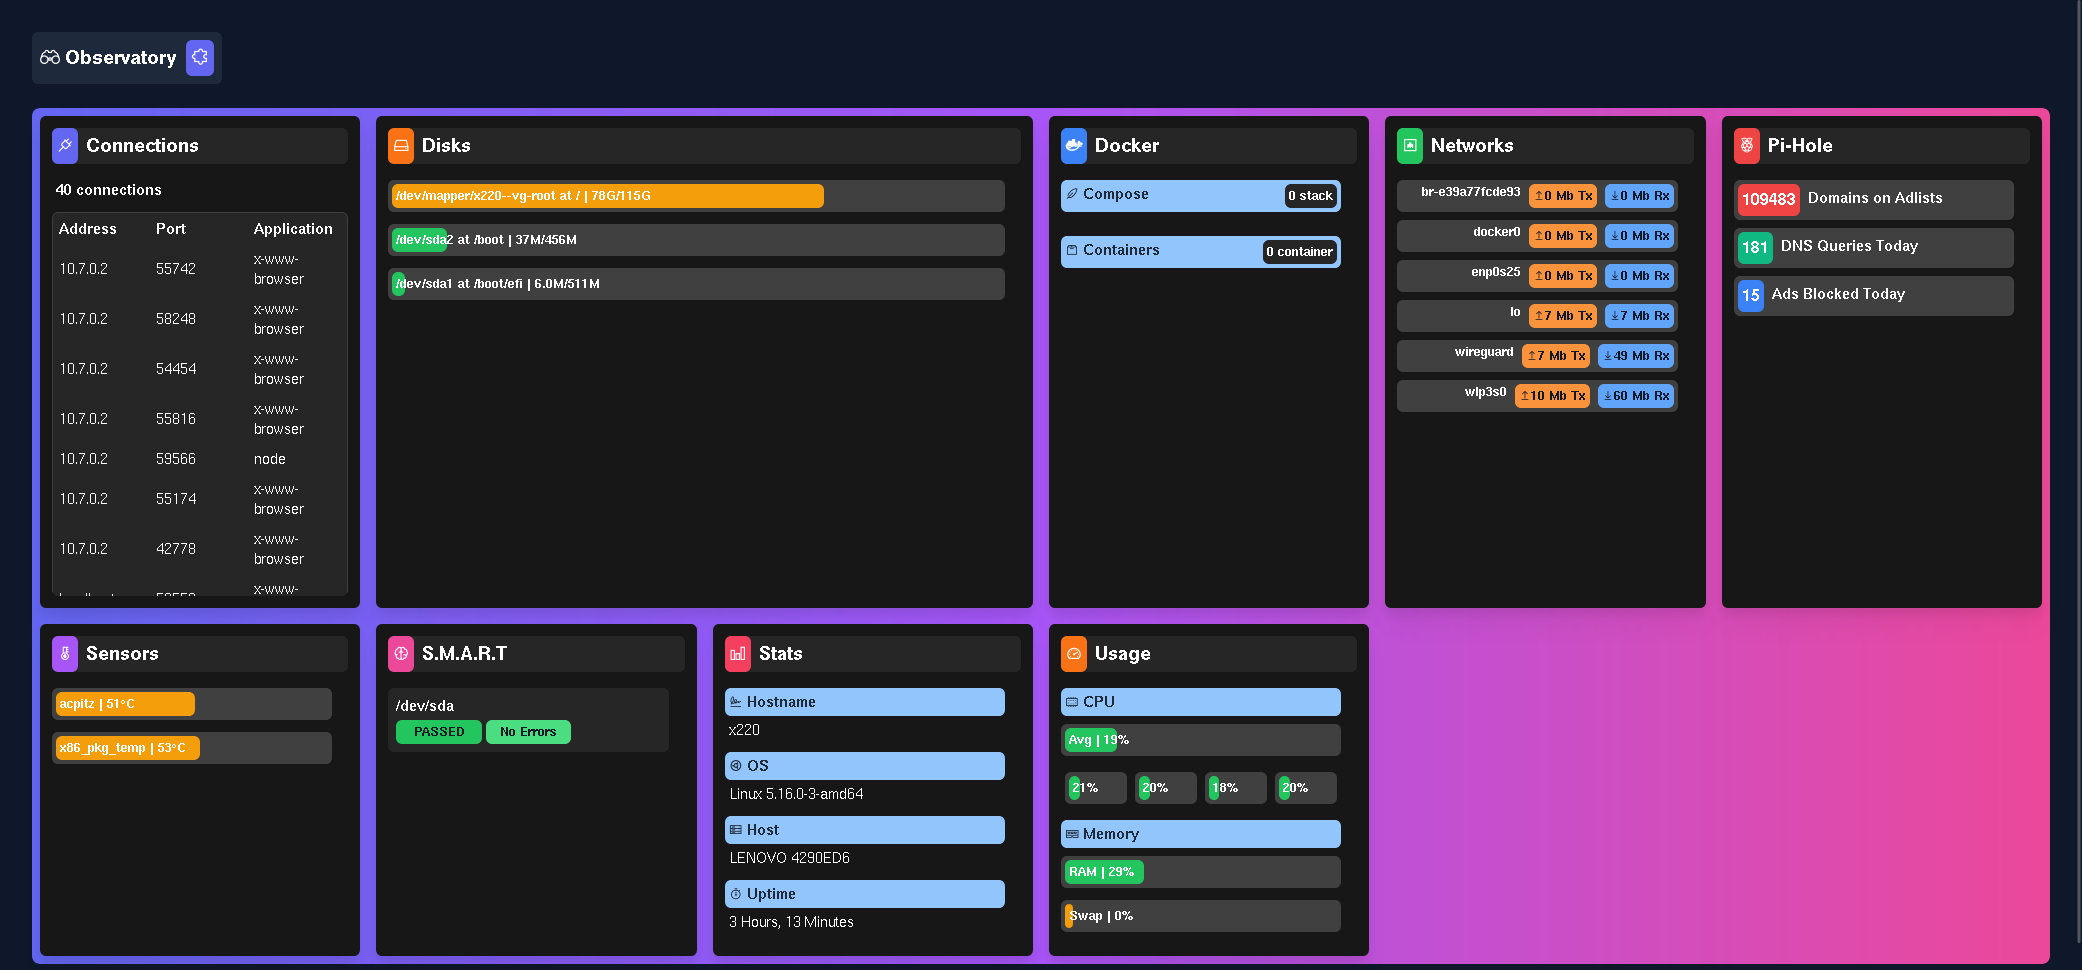 Observatory
Connections
40 connections
Address Port Application
10.7.0.2 55742 x-www-
browser
10.7.0.2 58248 x-www-
browser
10.7.0.2 54454 x-www-
browser
10.7.0.2 55816 x-www-
browser
10.7.0.2 59566 node
10.7.0.2 55174 x-www-
browser
10.7.0.2 42778 x-www-
browser
x-www-
Disks
/dev/mapper/x220--vg-root at / | 78G/115G
/dev/sda2 at /boot | 37M/456M
/dev/sda1 at /boot/efi | 6.0M/511M
Docker
Compose 0 stack
Containers 0 container
Networks
br-e39a77fcde93 ↥0 Mb Tx ↧0 Mb Rx
docker0 ↥0 Mb Tx ↧0 Mb Rx
enp0s25 ↥0 Mb Tx ↧0 Mb Rx
lo ↥7 Mb Tx ↧7 Mb Rx
wireguard ↥7 Mb Tx ↧49 Mb Rx
wlp3s0 ↥10 Mb Tx ↧60 Mb Rx
Pi-Hole
109483 Domains on Adlists
181 DNS Queries Today
15 Ads Blocked Today
Sensors
acpitz | 51°C
x86_pkg_temp | 53°C
S.M.A.R.T
/dev/sda
PASSED No Errors
Stats
Hostname
x220
OS
Linux 5.16.0-3-amd64
Host
LENOVO 4290ED6
Uptime
3 Hours, 13 Minutes
Usage
CPU
Avg | 19%
21% 20% 18% 20%
Memory
RAM | 29%
Swap | 0%